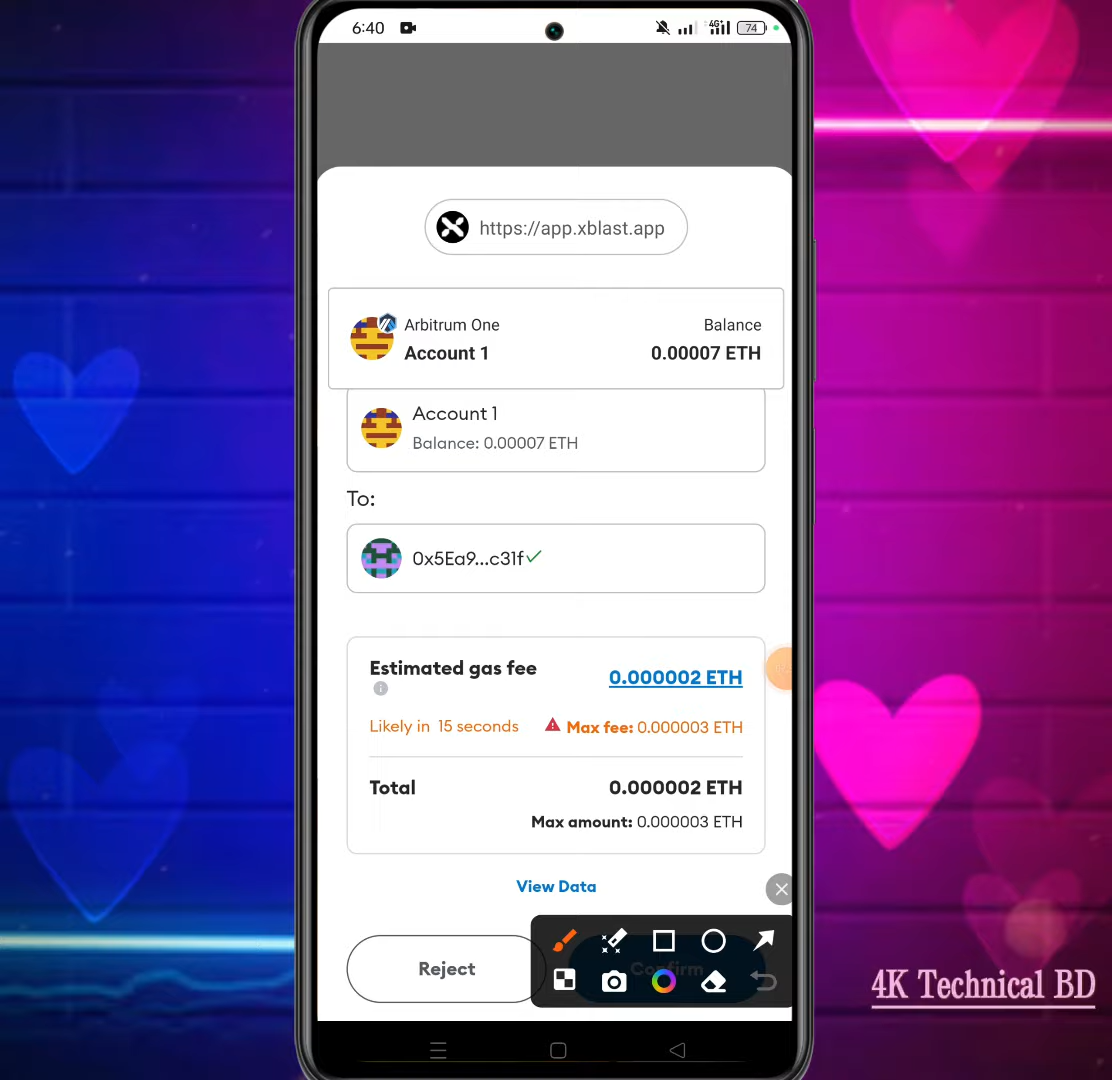 6:40
4G+
74
https://app.xblast.app
Arbitrum One
Balance
Account 1
0.00007 ETH
Account 1
Balance: 0.00007 ETH
To:
0x5Ea9...c31f
Estimated gas fee
0.000002 ETH
Likely in 15 seconds
Max fee: 0.000003 ETH
Total
0.000002 ETH
Max amount: 0.000003 ETH
View Data
Reject
Confirm
4K Technical BD